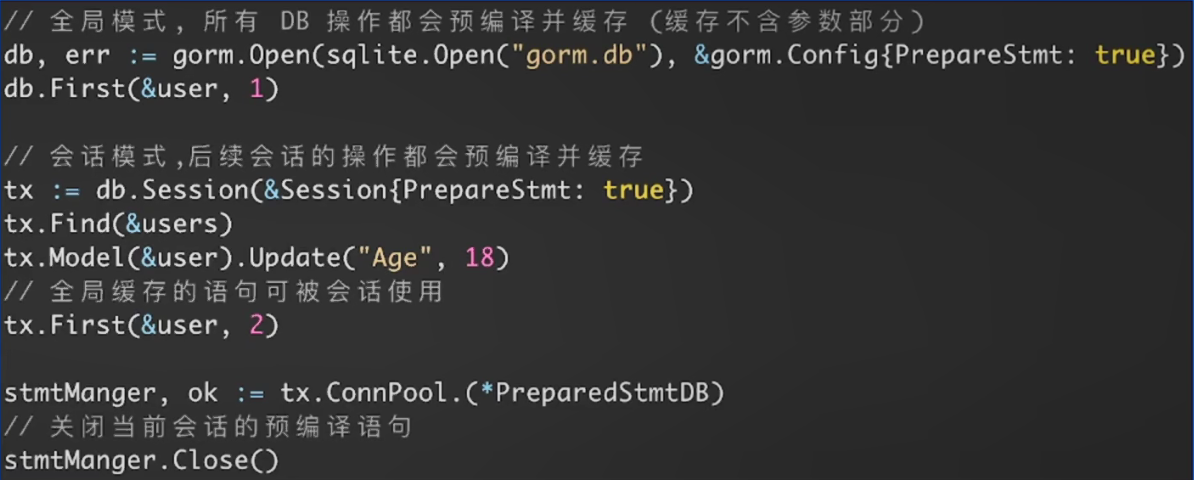 // 全局模式，所有 DB 操作都会预编译并缓存 (缓存不含参数部分)
db, err := gorm.Open(sqlite.Open("gorm.db"), &gorm.Config{PrepareStmt: true})
db.First(&user, 1)
// 会话模式,后续会话的操作都会预编译并缓存
tx := db.Session(&Session{PrepareStmt: true})
tx.Find(&users)
tx.Model(&user).Update("Age", 18)
// 全局缓存的语句可被会话使用
tx.First(&user, 2)
stmtManger, ok := tx.ConnPool.(*PreparedStmtDB)
// 关闭当前会话的预编译语句
stmtManger.Close()